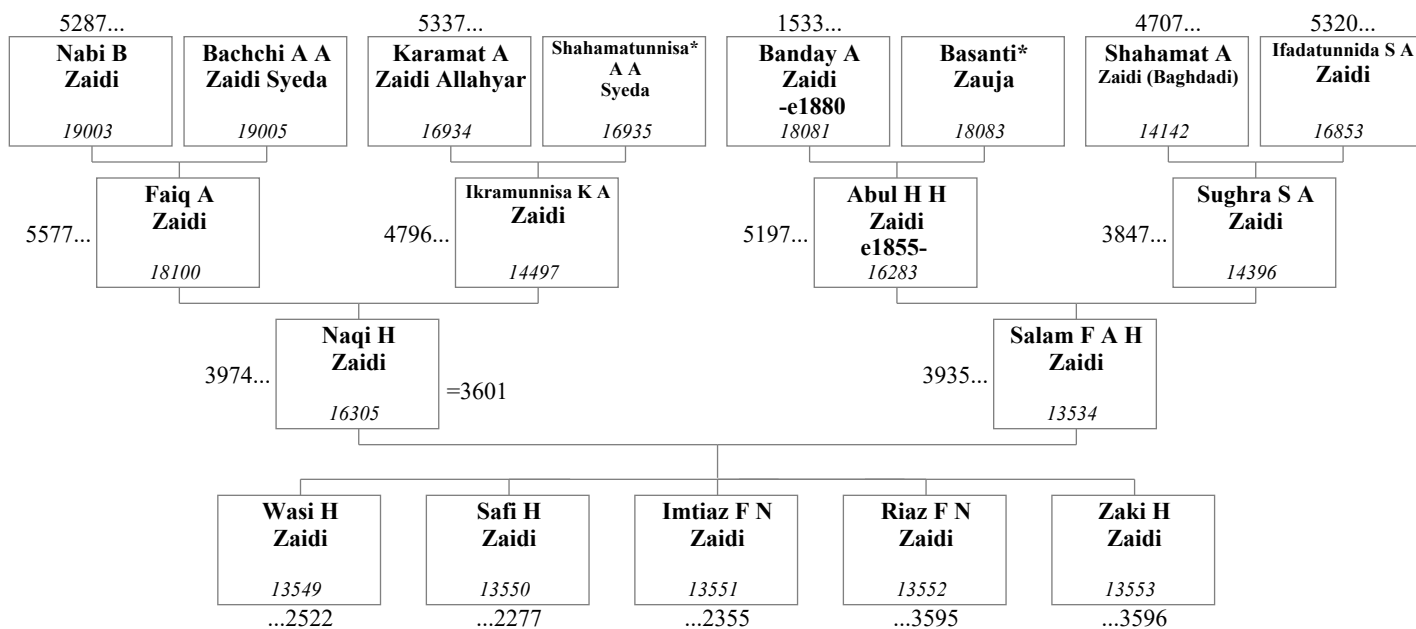 5287...
5337...
1533...
4707...
5320...
Nabi B
Zaidi
19003
Bachchi A A
Zaidi Syeda
19005
Karamat A
Zaidi Allahyar
16934
Shahamatunnisa*
A A
Syeda
16935
Banday A
Zaidi
-e1880
18081
Basanti*
Zauja
18083
Shahamat A
Zaidi (Baghdadi)
14142
Ifadatunnida S A
Zaidi
16853
5577...
Faiq A
Zaidi
18100
4796...
Ikramunnisa K A
Zaidi
14497
5197...
Abul H H
Zaidi
e1855-
16283
3847...
Sughra S A
Zaidi
14396
3974...
Naqi H
Zaidi
16305
=3601
3935...
Salam F A H
Zaidi
13534
Wasi H
Zaidi
13549
...2522
Safi H
Zaidi
13550
...2277
Imtiaz F N
Zaidi
13551
...2355
Riaz F N
Zaidi
13552
...3595
Zaki H
Zaidi
13553
...3596